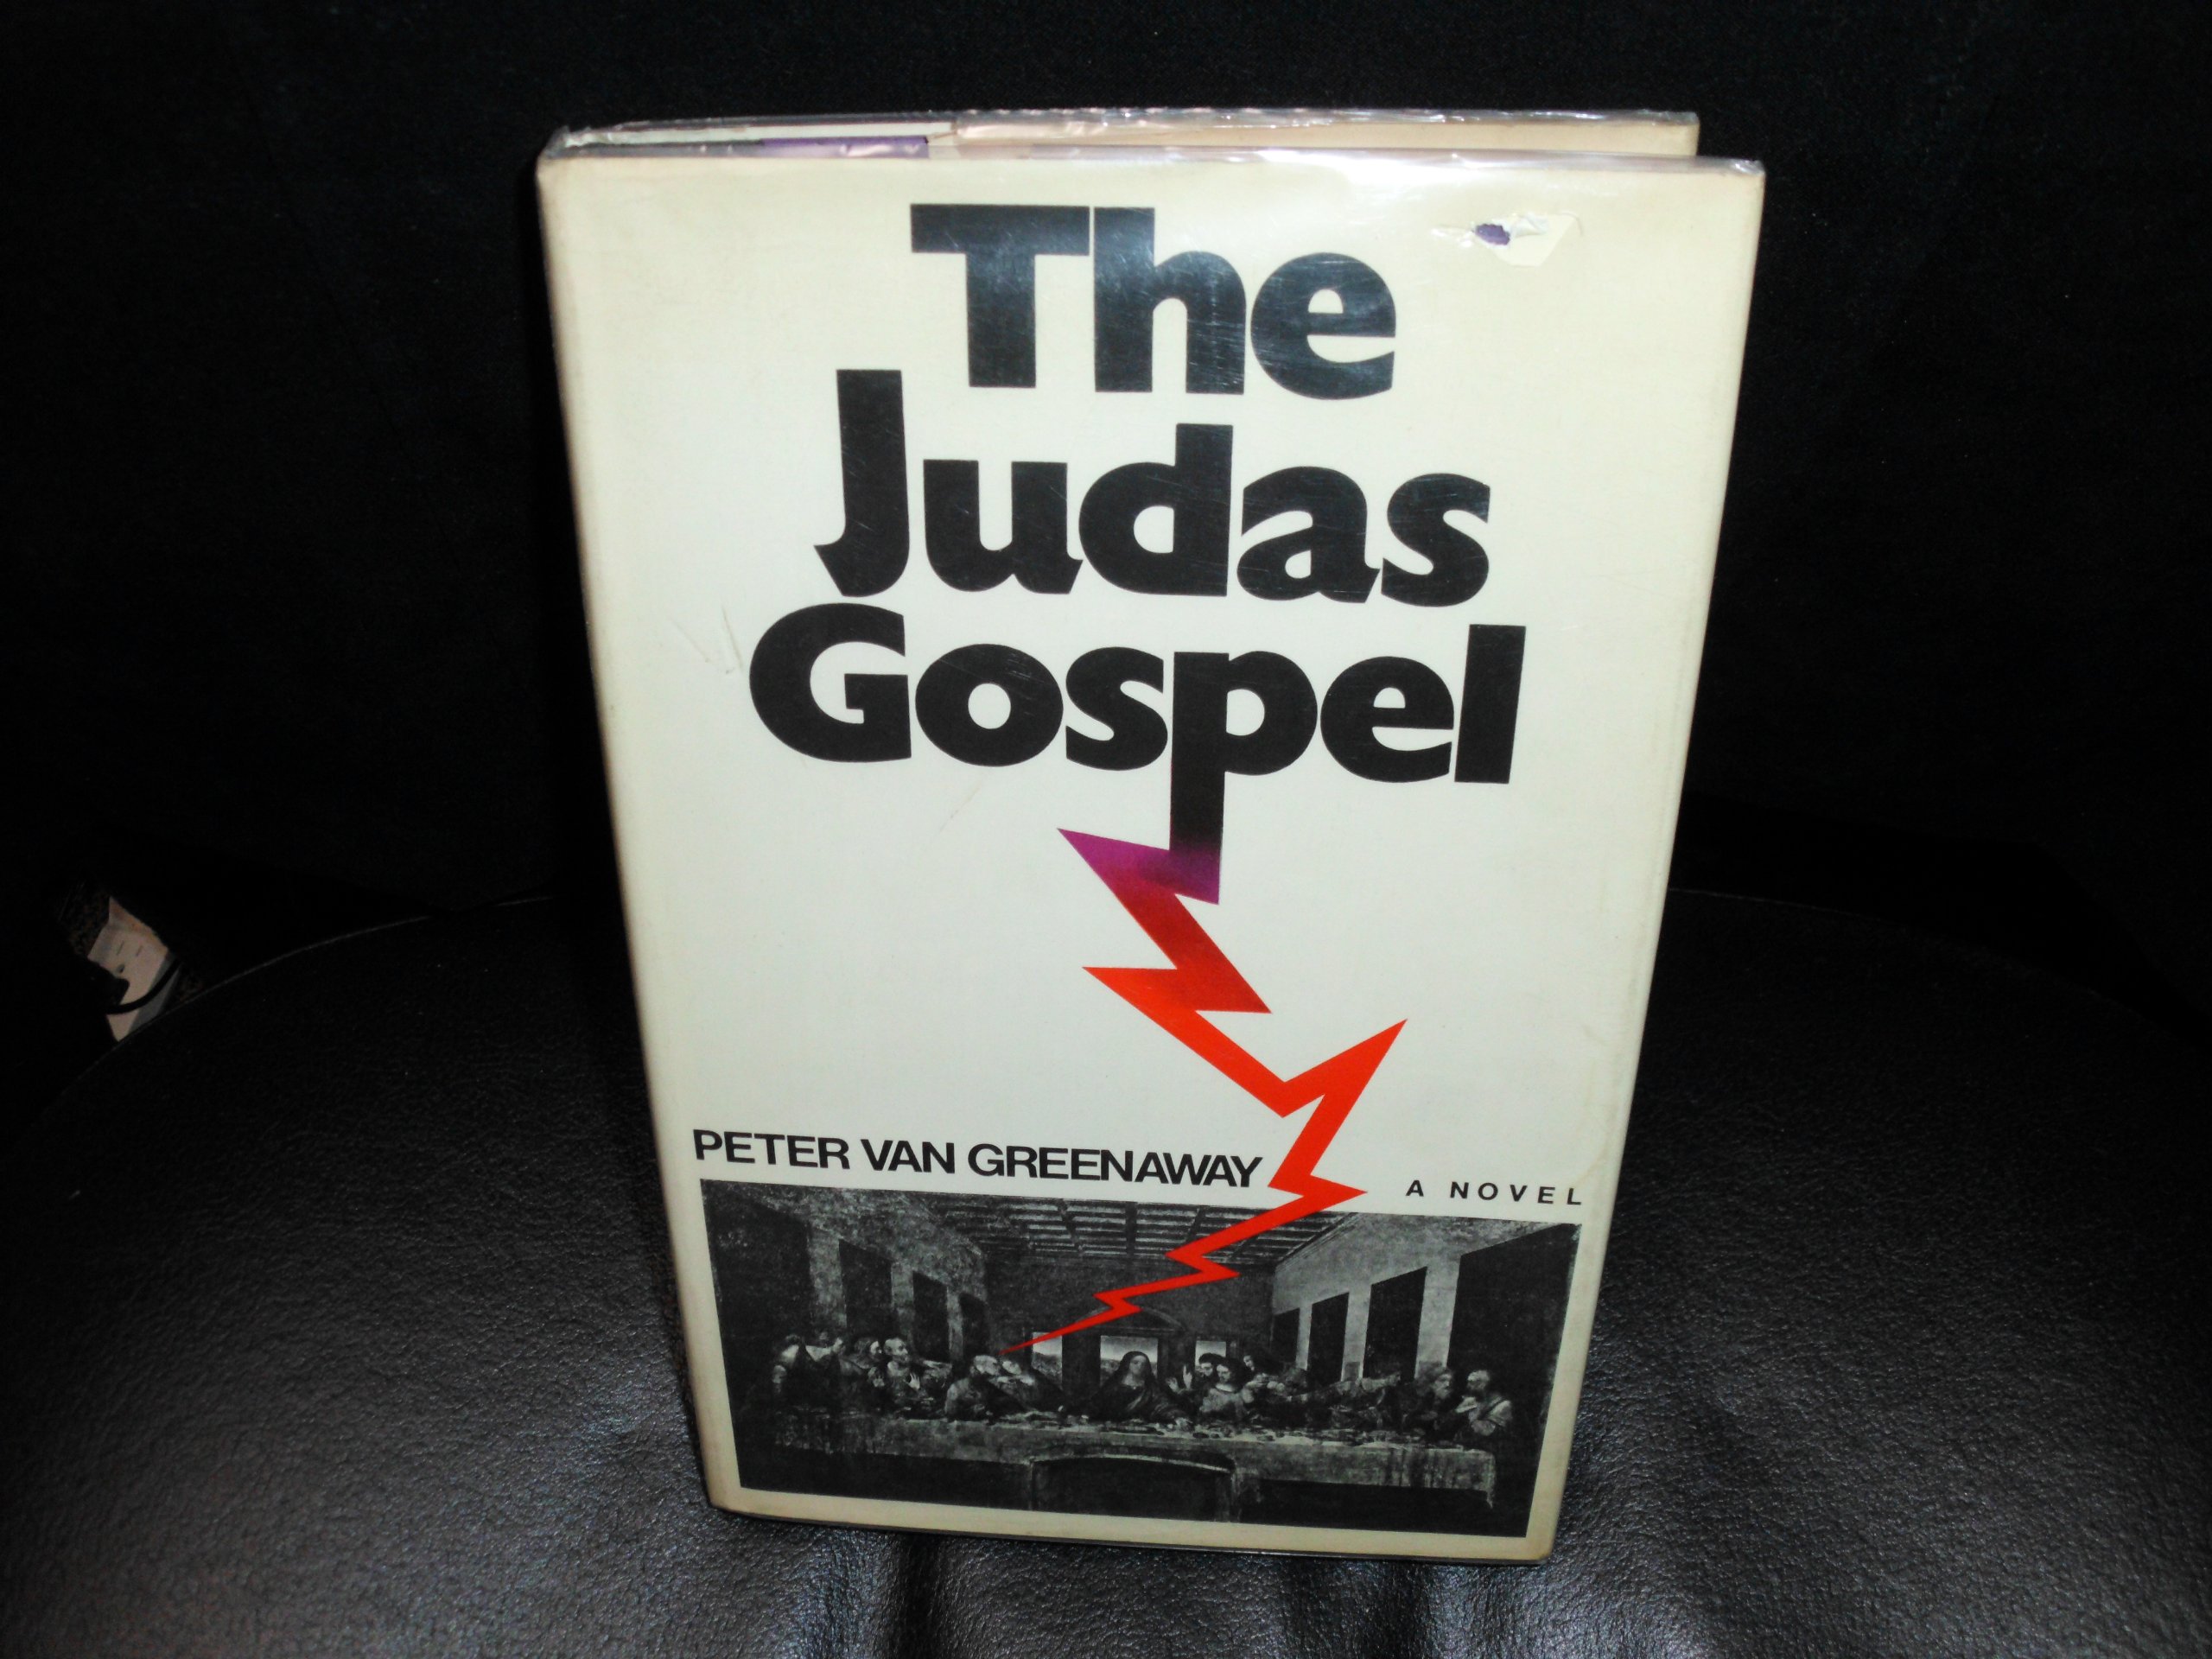 The
Judas
Gospel
PETER VAN GREENAWAY
A NOVEL